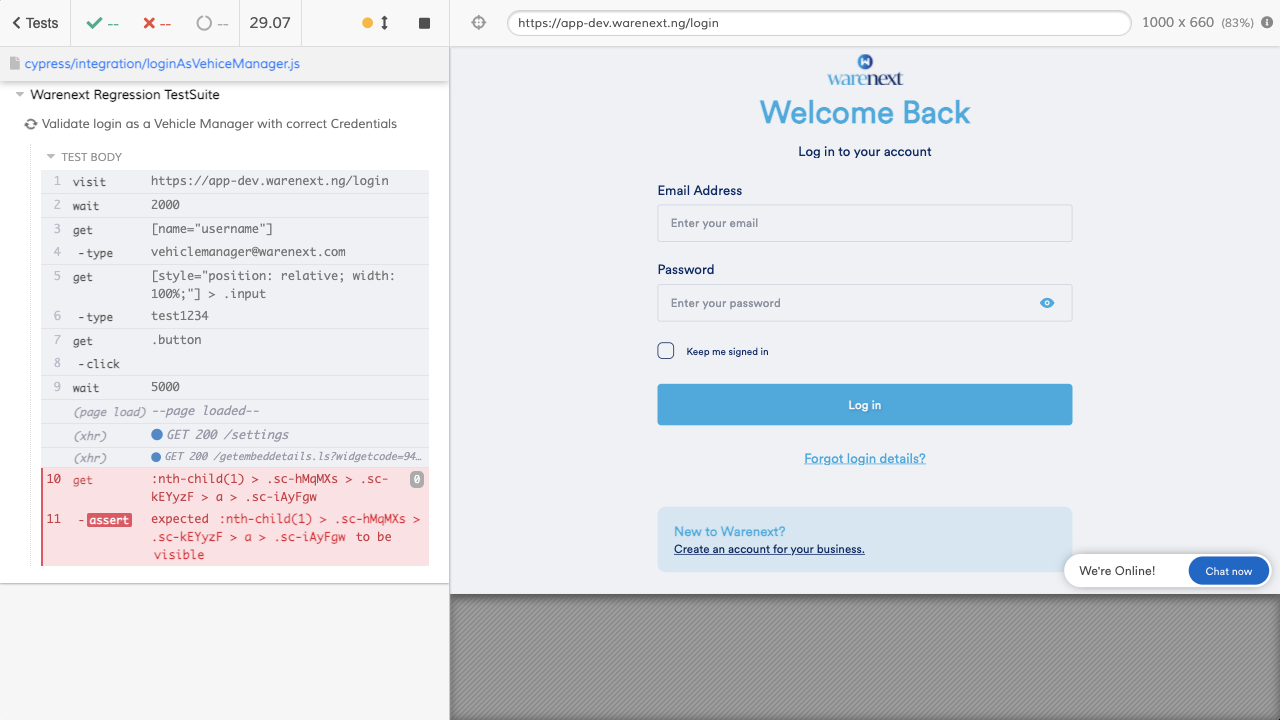 Tests
--
--
--
29.07
https://app-dev.warenext.ng/login
1000 x 660 (83%)
cypress/integration/loginAsVehiceManager.js
Warenext Regression TestSuite
Validate login as a Vehicle Manager with correct Credentials
TEST BODY
1 visit https://app-dev.warenext.ng/login
2 wait 2000
3 get [name="username"]
4 -type vehiclemanager@warenext.com
5 get [style="position: relative; width:
100%;"] > .input
6 -type test1234
7 get .button
8 -click
9 wait 5000
(page load) --page loaded--
(xhr) GET 200 /settings
(xhr) GET 200 /getembeddetails.ls?widgetcode=94…
10 get :nth-child(1) > .sc-hMqMXs > .sc- 0
kEYyzF > a > .sc-iAyFgw
11 -assert expected :nth-child(1) > .sc-hMqMXs >
.sc-kEYyzF > a > .sc-iAyFgw to be
visible
warenext
Welcome Back
Log in to your account
Email Address
Enter your email
Password
Enter your password
Keep me signed in
Log in
Forgot login details?
New to Warenext?
Create an account for your business.
We're Online!
Chat now